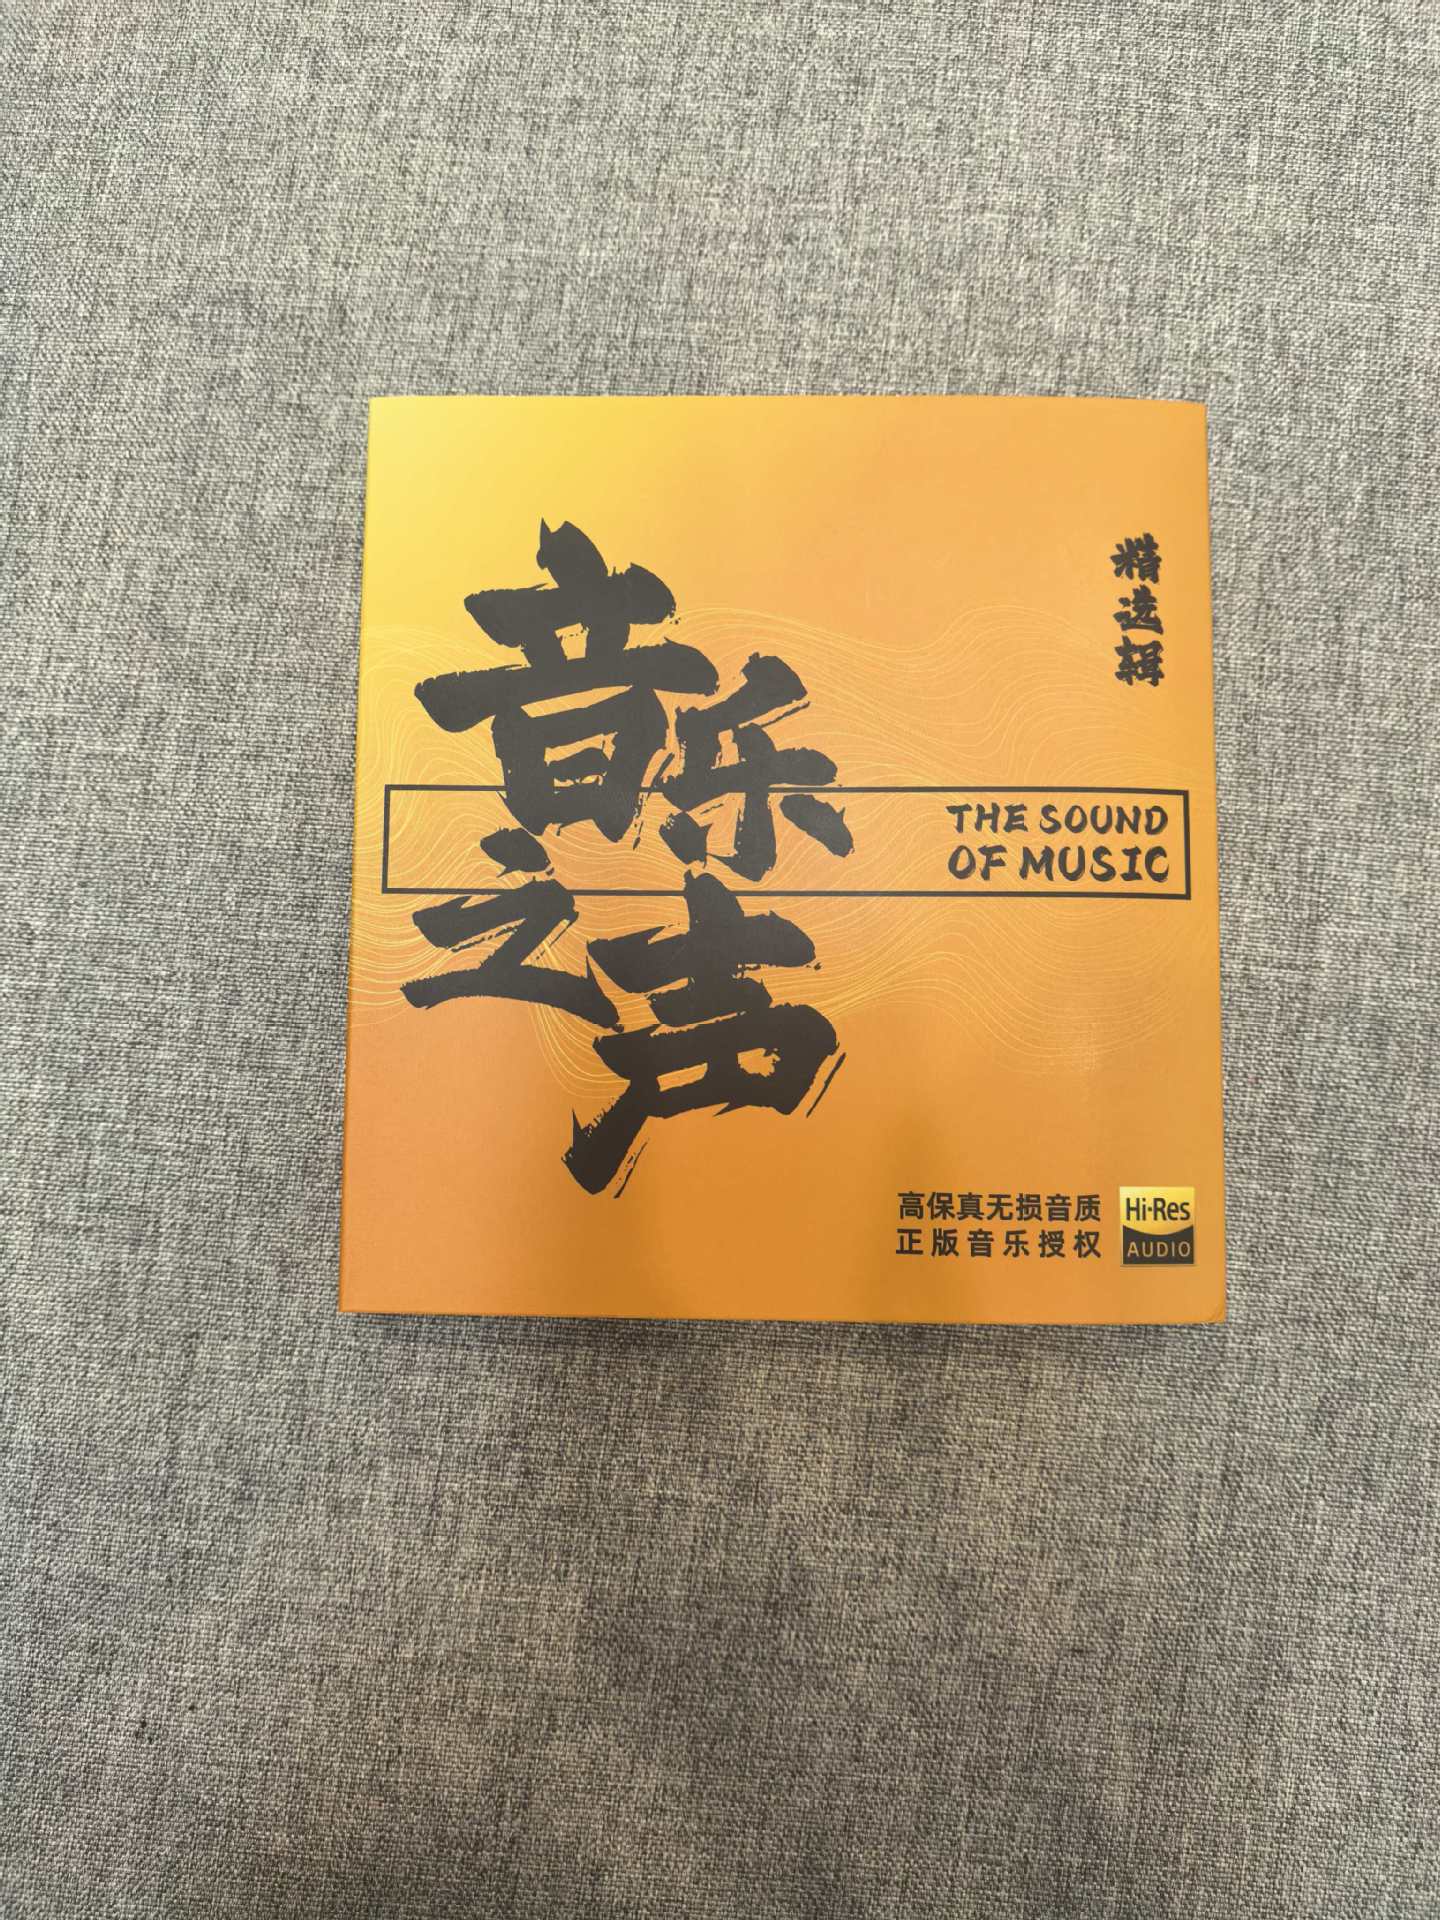 音乐
之声
精选辑
THE SOUND
OF MUSIC
高保真无损音质
正版音乐授权
Hi-Res
AUDIO